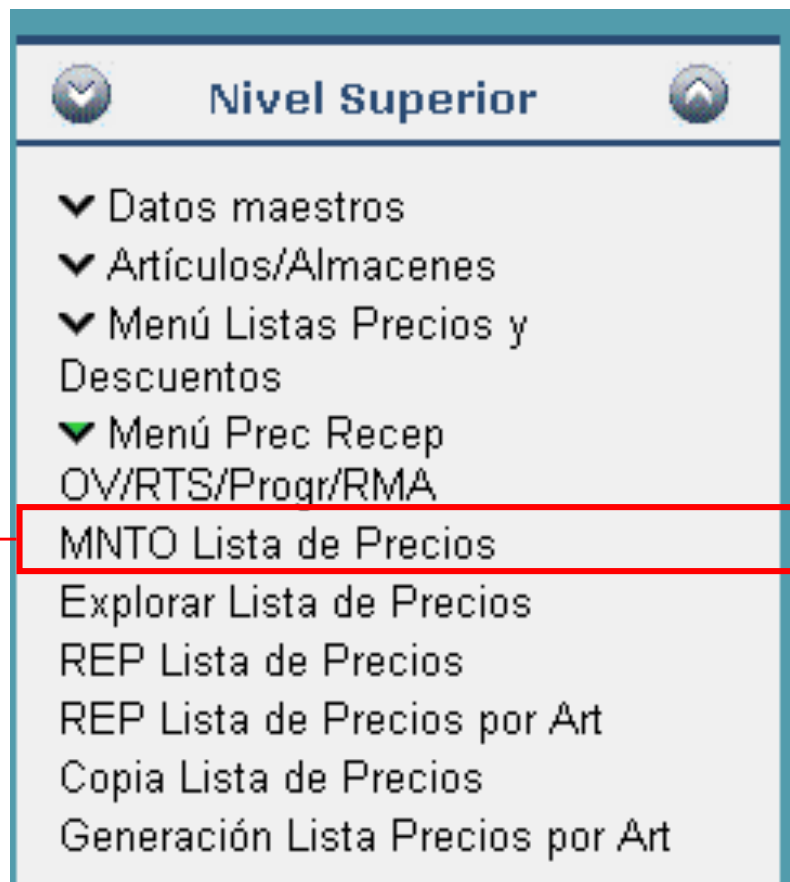 Nivel Superior
Datos maestros
Artículos/Almacenes
Menú Listas Precios y
Descuentos
Menú Prec Recep
OV/RTS/Progr/RMA
MNTO Lista de Precios
Explorar Lista de Precios
REP Lista de Precios
REP Lista de Precios por Art
Copia Lista de Precios
Generación Lista Precios por Art